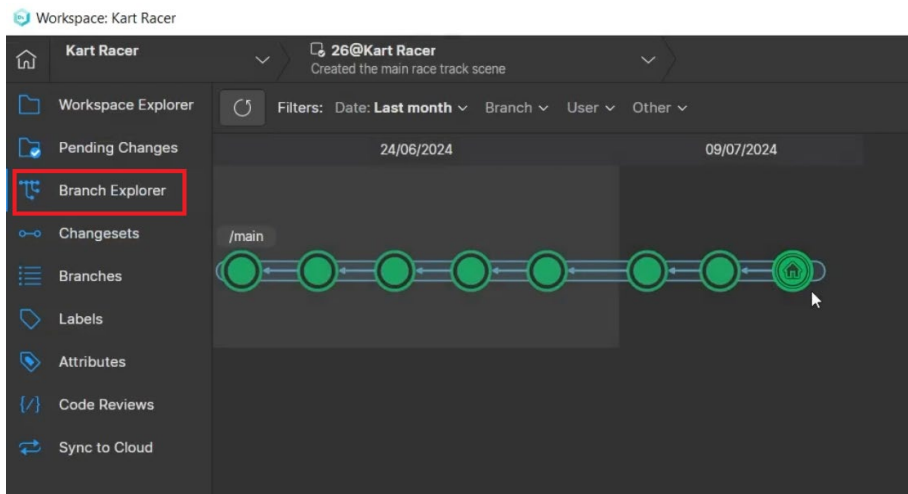 Workspace: Kart Racer
Kart Racer
26@Kart Racer
Created the main race track scene
Workspace Explorer
Filters: Date: Last month Branch User Other
Pending Changes
24/06/2024 09/07/2024
Branch Explorer
/main
Changesets
Branches
Labels
Attributes
Code Reviews
Sync to Cloud